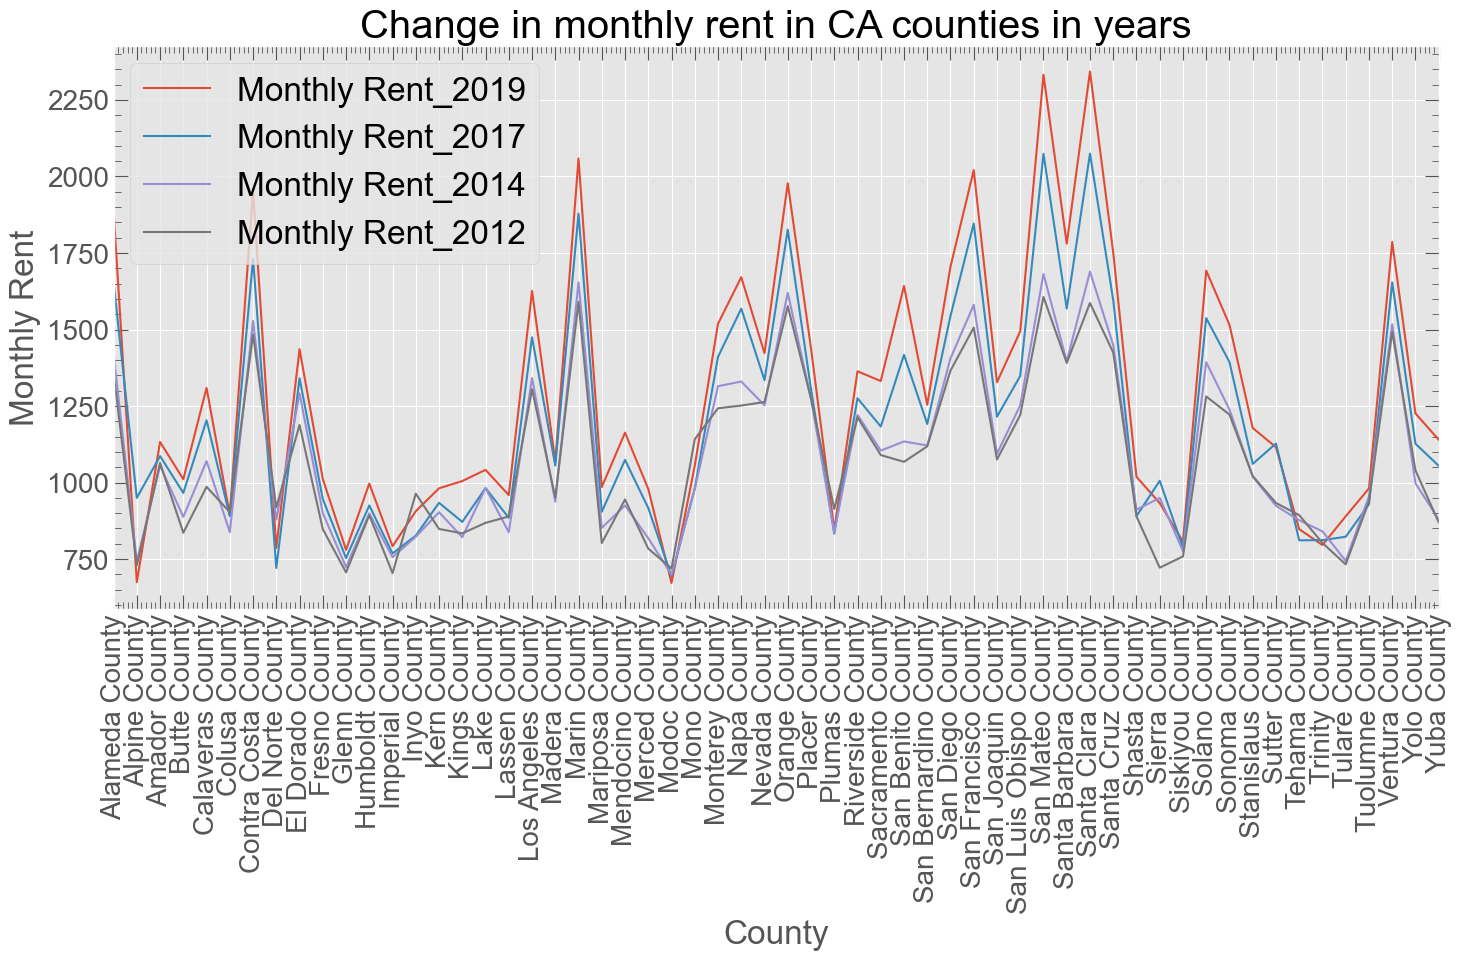 Change in monthly rent in CA counties in years
Monthly Rent_2019
Monthly Rent_2017
Monthly Rent_2014
Monthly Rent_2012
Monthly Rent
2250
2000
1750
1500
1250
1000
750
Alameda County
Alpine County
Amador County
Butte County
Calaveras County
Colusa County
Contra Costa County
Del Norte County
El Dorado County
Fresno County
Glenn County
Humboldt County
Imperial County
Inyo County
Kern County
Kings County
Lake County
Lassen County
Los Angeles County
Madera County
Marin County
Mariposa County
Mendocino County
Merced County
Modoc County
Mono County
Monterey County
Napa County
Nevada County
Orange County
Placer County
Plumas County
Riverside County
Sacramento County
San Benito County
San Bernardino County
San Diego County
San Francisco County
San Joaquin County
San Luis Obispo County
San Mateo County
Santa Barbara County
Santa Clara County
Santa Cruz County
Shasta County
Sierra County
Siskiyou County
Solano County
Sonoma County
Stanislaus County
Sutter County
Tehama County
Trinity County
Tulare County
Tuolumne County
Ventura County
Yolo County
Yuba County
County